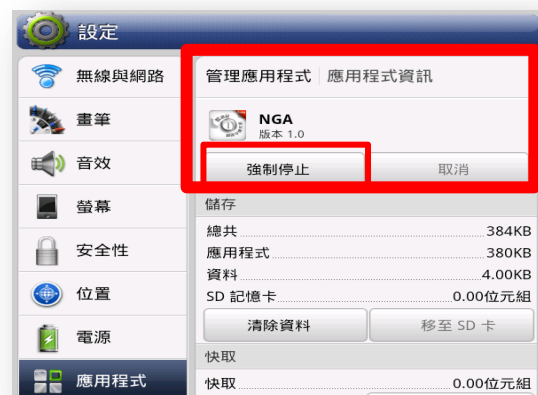 設定
無線與網路
畫筆
音效
螢幕
安全性
位置
電源
應用程式
管理應用程式 應用程式資訊
NGA
版本 1.0
強制停止 取消
儲存
總共 384KB
應用程式 380KB
資料 4.00KB
SD 記憶卡 0.00位元組
清除資料 移至 SD 卡
快取
快取 0.00位元組